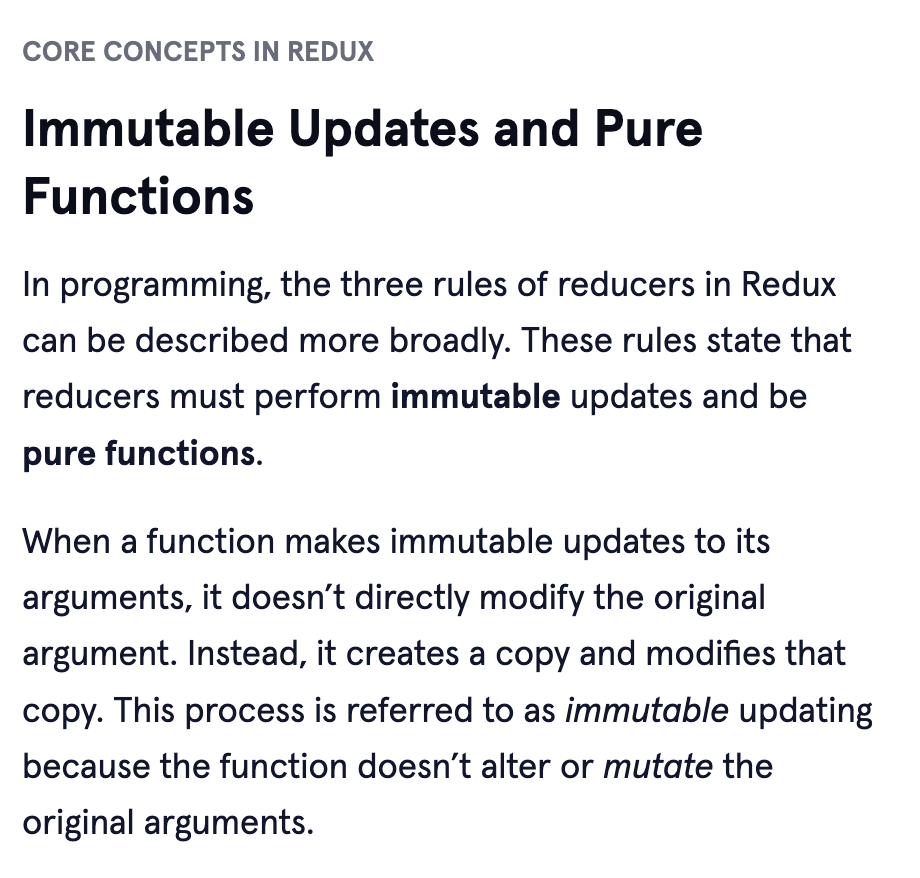 CORE CONCEPTS IN REDUX
Immutable Updates and Pure
Functions
In programming, the three rules of reducers in Redux
can be described more broadly. These rules state that
reducers must perform immutable updates and be
pure functions.
When a function makes immutable updates to its
arguments, it doesn’t directly modify the original
argument. Instead, it creates a copy and modifies that
copy. This process is referred to as immutable updating
because the function doesn’t alter or mutate the
original arguments.